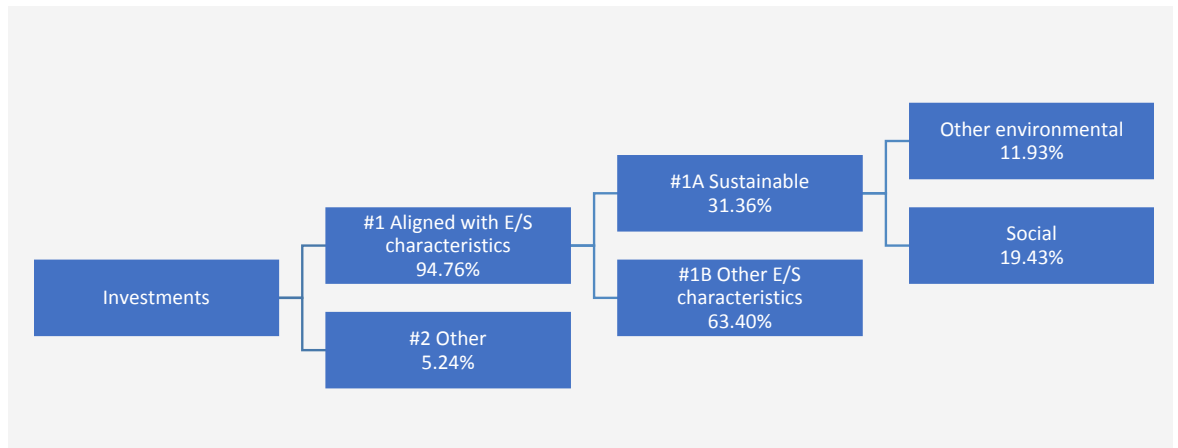 Investments
#1 Aligned with E/S
characteristics
94.76%
#2 Other
5.24%
#1A Sustainable
31.36%
#1B Other E/S
characteristics
63.40%
Other environmental
11.93%
Social
19.43%